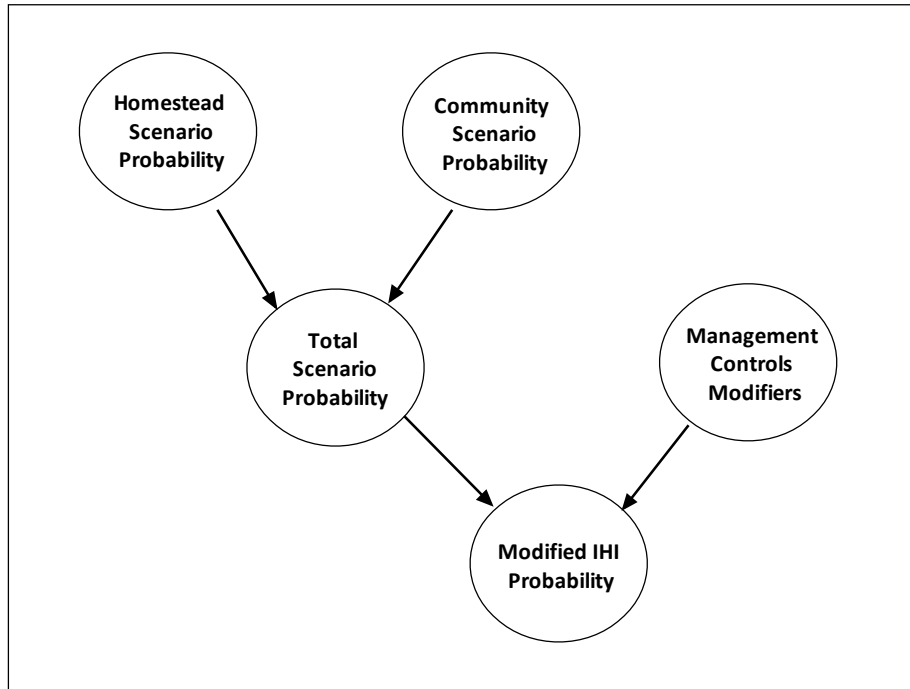 Homestead
Scenario
Probability
Community
Scenario
Probability
Total
Scenario
Probability
Management
Controls
Modifiers
Modified IHI
Probability